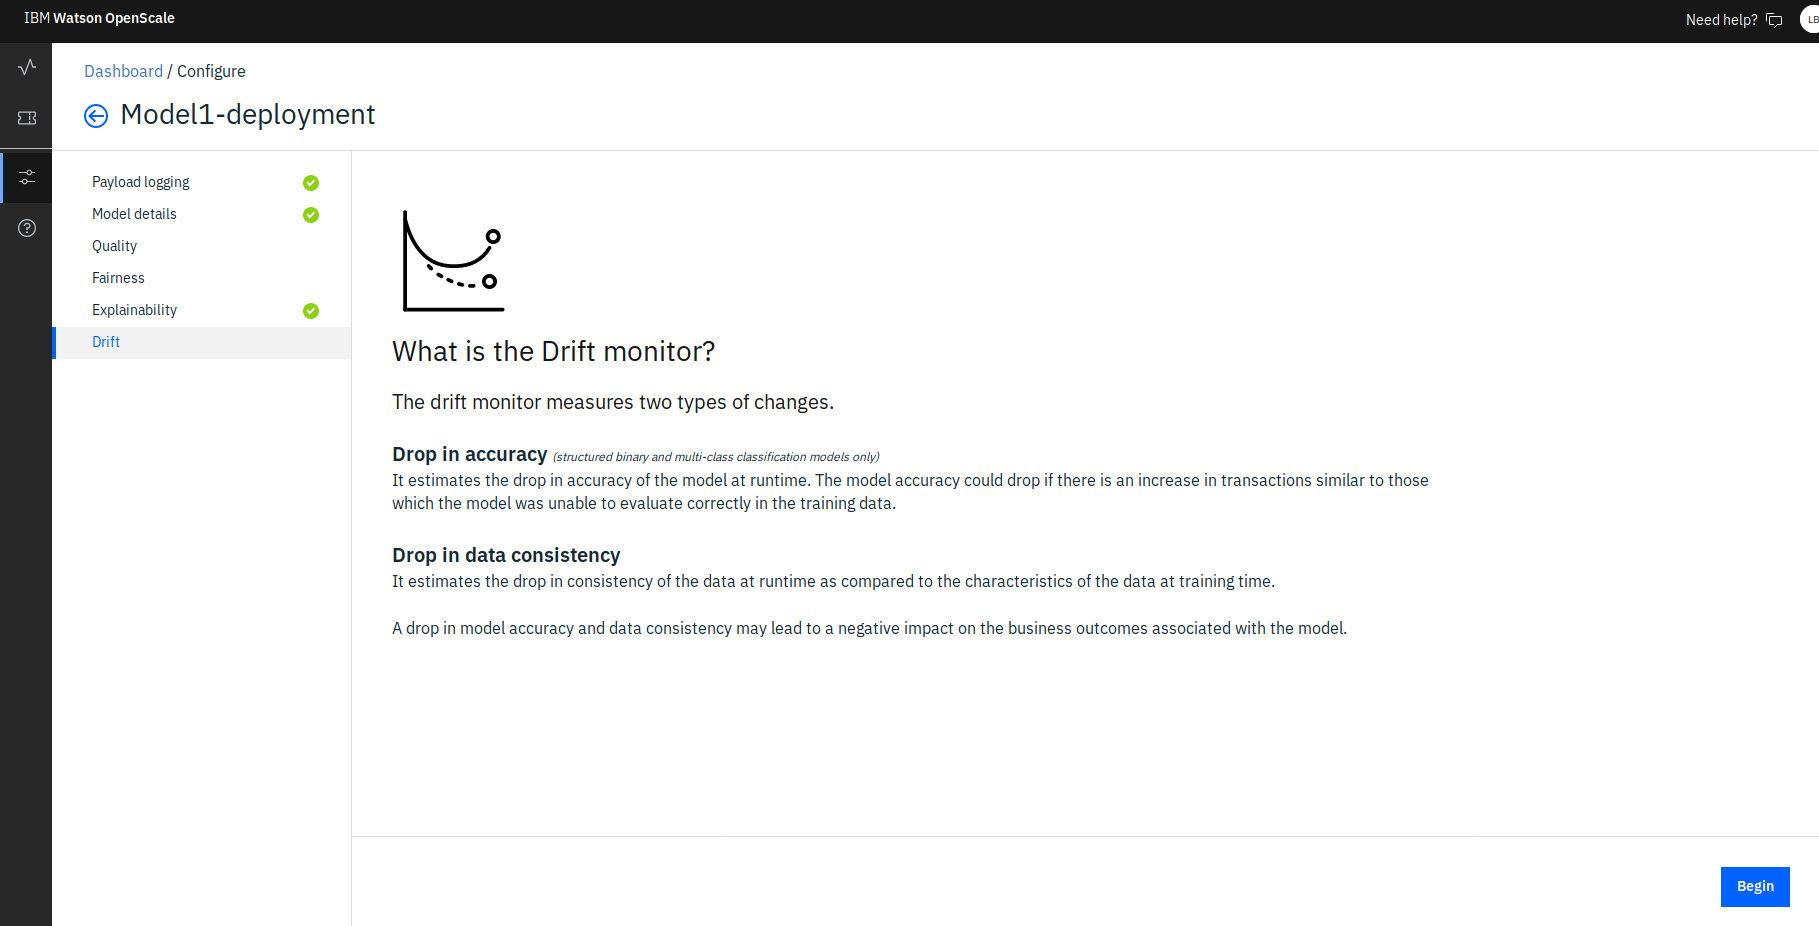 IBM Watson OpenScale
Need help?
LB
Dashboard / Configure
Model1-deployment
Payload logging
Model details
Quality
Fairness
Explainability
Drift
What is the Drift monitor?
The drift monitor measures two types of changes.
Drop in accuracy (structured binary and multi-class classification models only)
It estimates the drop in accuracy of the model at runtime. The model accuracy could drop if there is an increase in transactions similar to those
which the model was unable to evaluate correctly in the training data.
Drop in data consistency
It estimates the drop in consistency of the data at runtime as compared to the characteristics of the data at training time.
A drop in model accuracy and data consistency may lead to a negative impact on the business outcomes associated with the model.
Begin